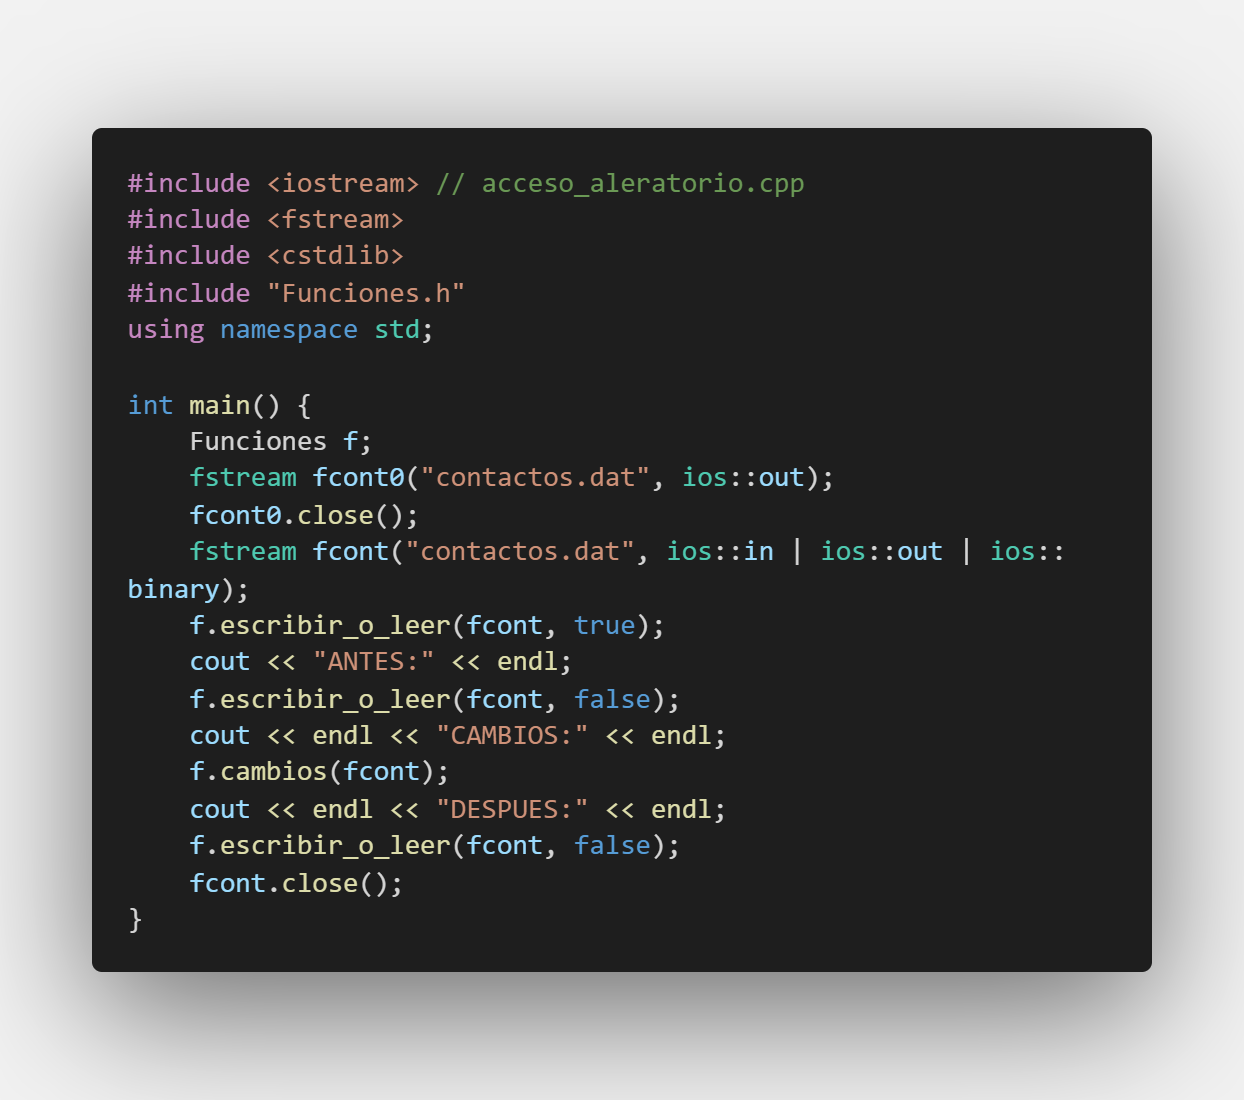 #include <iostream> // acceso_aleratorio.cpp
#include <fstream>
#include <cstdlib>
#include "Funciones.h"
using namespace std;

int main() {
    Funciones f;
    fstream fcont0("contactos.dat", ios::out);
    fcont0.close();
    fstream fcont("contactos.dat", ios::in | ios::out | ios::
binary);
    f.escribir_o_leer(fcont, true);
    cout << "ANTES:" << endl;
    f.escribir_o_leer(fcont, false);
    cout << endl << "CAMBIOS:" << endl;
    f.cambios(fcont);
    cout << endl << "DESPUES:" << endl;
    f.escribir_o_leer(fcont, false);
    fcont.close();
}